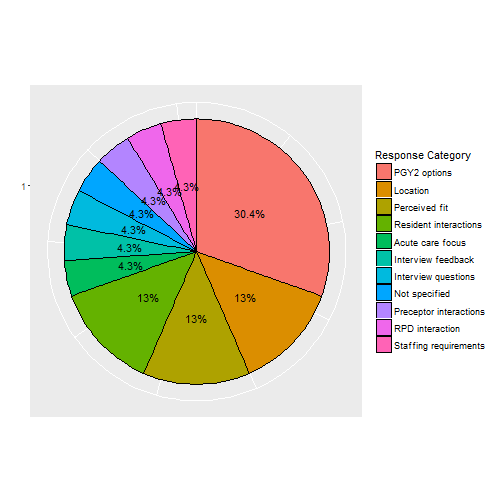 Response Category
PGY2 options
Location
Perceived fit
Resident interactions
Acute care focus
Interview feedback
Interview questions
Not specified
Preceptor interactions
RPD interaction
Staffing requirements
1
4.3%
4.3%
4.3%
4.3%
4.3%
4.3%
4.3%
30.4%
13%
13%
13%